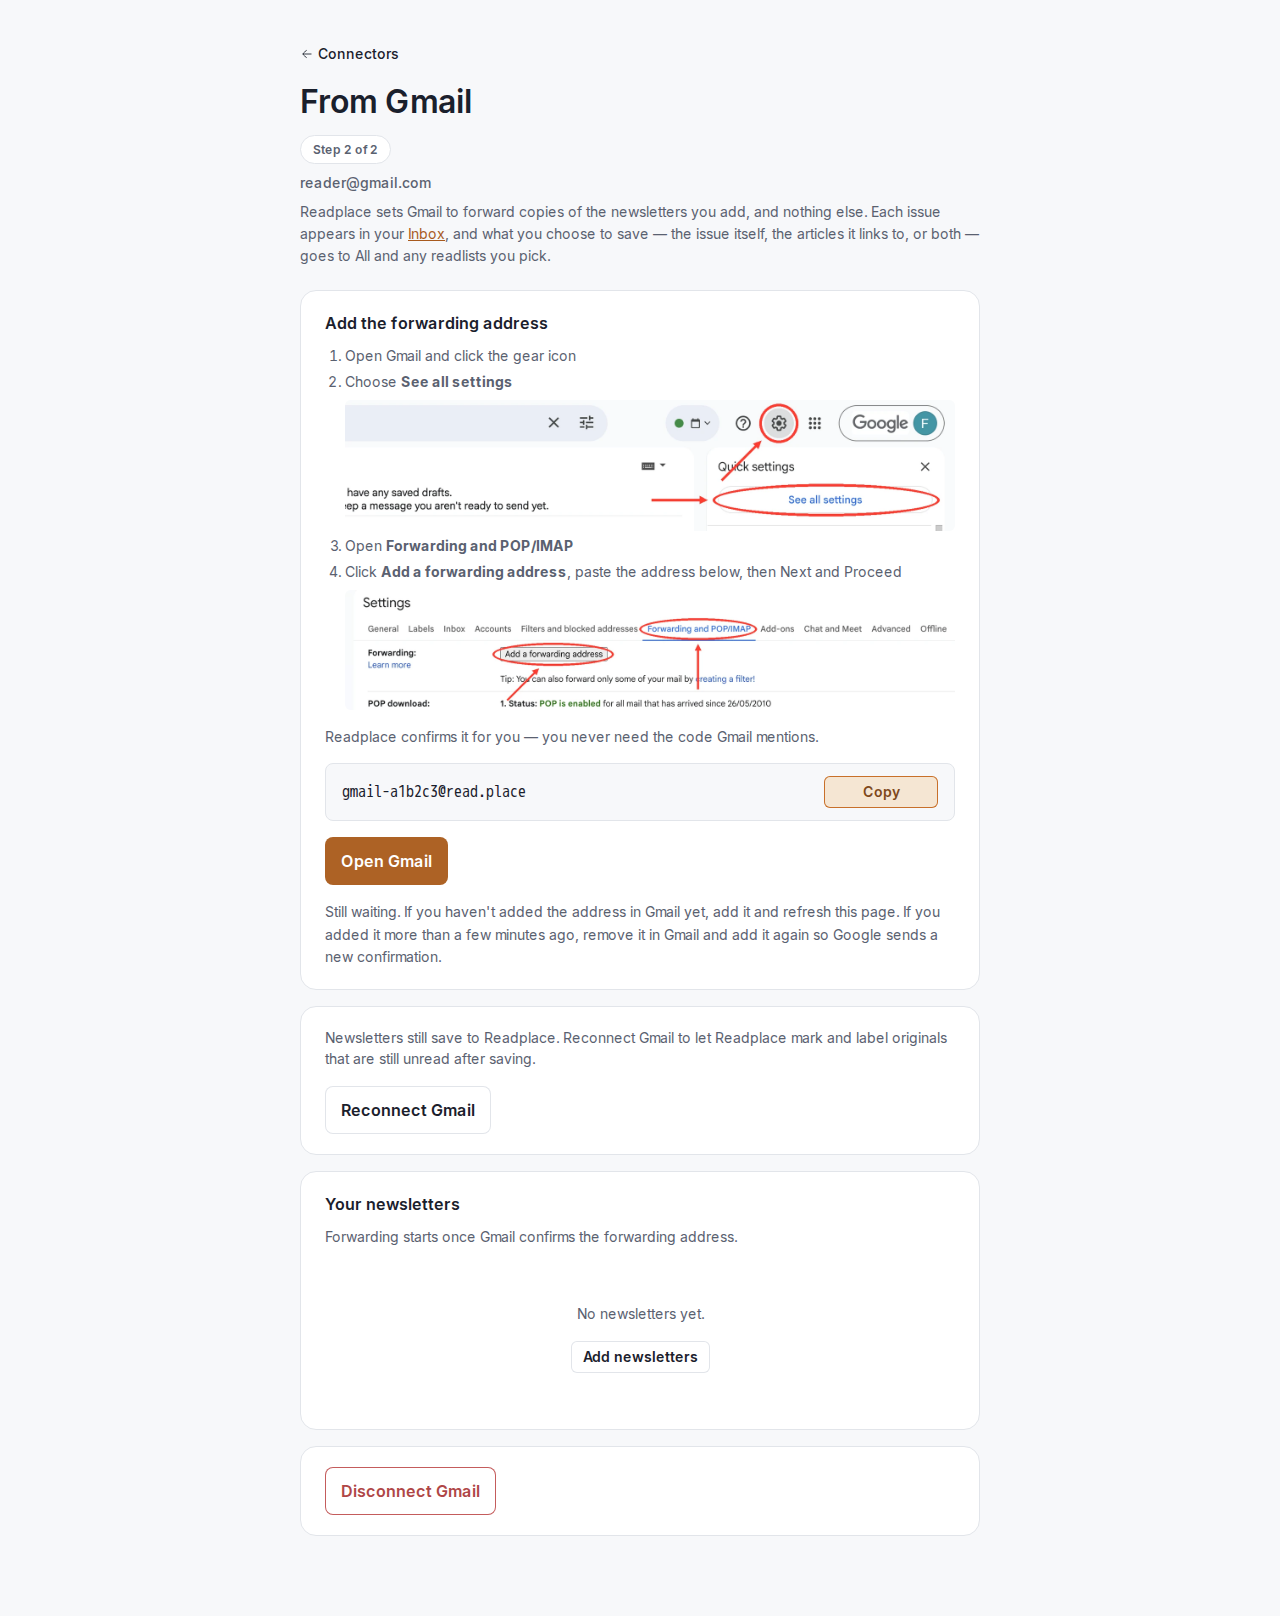 ← Connectors
From Gmail
Step 2 of 2
reader@gmail.com
Readplace sets Gmail to forward copies of the newsletters you add, and nothing else. Each issue
appears in your Inbox, and what you choose to save — the issue itself, the articles it links to, or both —
goes to All and any readlists you pick.
Add the forwarding address
1. Open Gmail and click the gear icon
2. Choose See all settings
Google F
Quick settings
have any saved drafts.
See all settings
eep a message you aren't ready to send yet.
3. Open Forwarding and POP/IMAP
4. Click Add a forwarding address, paste the address below, then Next and Proceed
Settings
General Labels Inbox Accounts Filters and blocked addresses Forwarding and POP/IMAP Add-ons Chat and Meet Advanced Offline
Forwarding: Add a forwarding address
Learn more
Tip: You can also forward only some of your mail by creating a filter!
POP download: 1. Status: POP is enabled for all mail that has arrived since 26/05/2010
Readplace confirms it for you — you never need the code Gmail mentions.
gmail-a1b2c3@read.place Copy
Open Gmail
Still waiting. If you haven't added the address in Gmail yet, add it and refresh this page. If you
added it more than a few minutes ago, remove it in Gmail and add it again so Google sends a
new confirmation.
Newsletters still save to Readplace. Reconnect Gmail to let Readplace mark and label originals
that are still unread after saving.
Reconnect Gmail
Your newsletters
Forwarding starts once Gmail confirms the forwarding address.
No newsletters yet.
Add newsletters
Disconnect Gmail